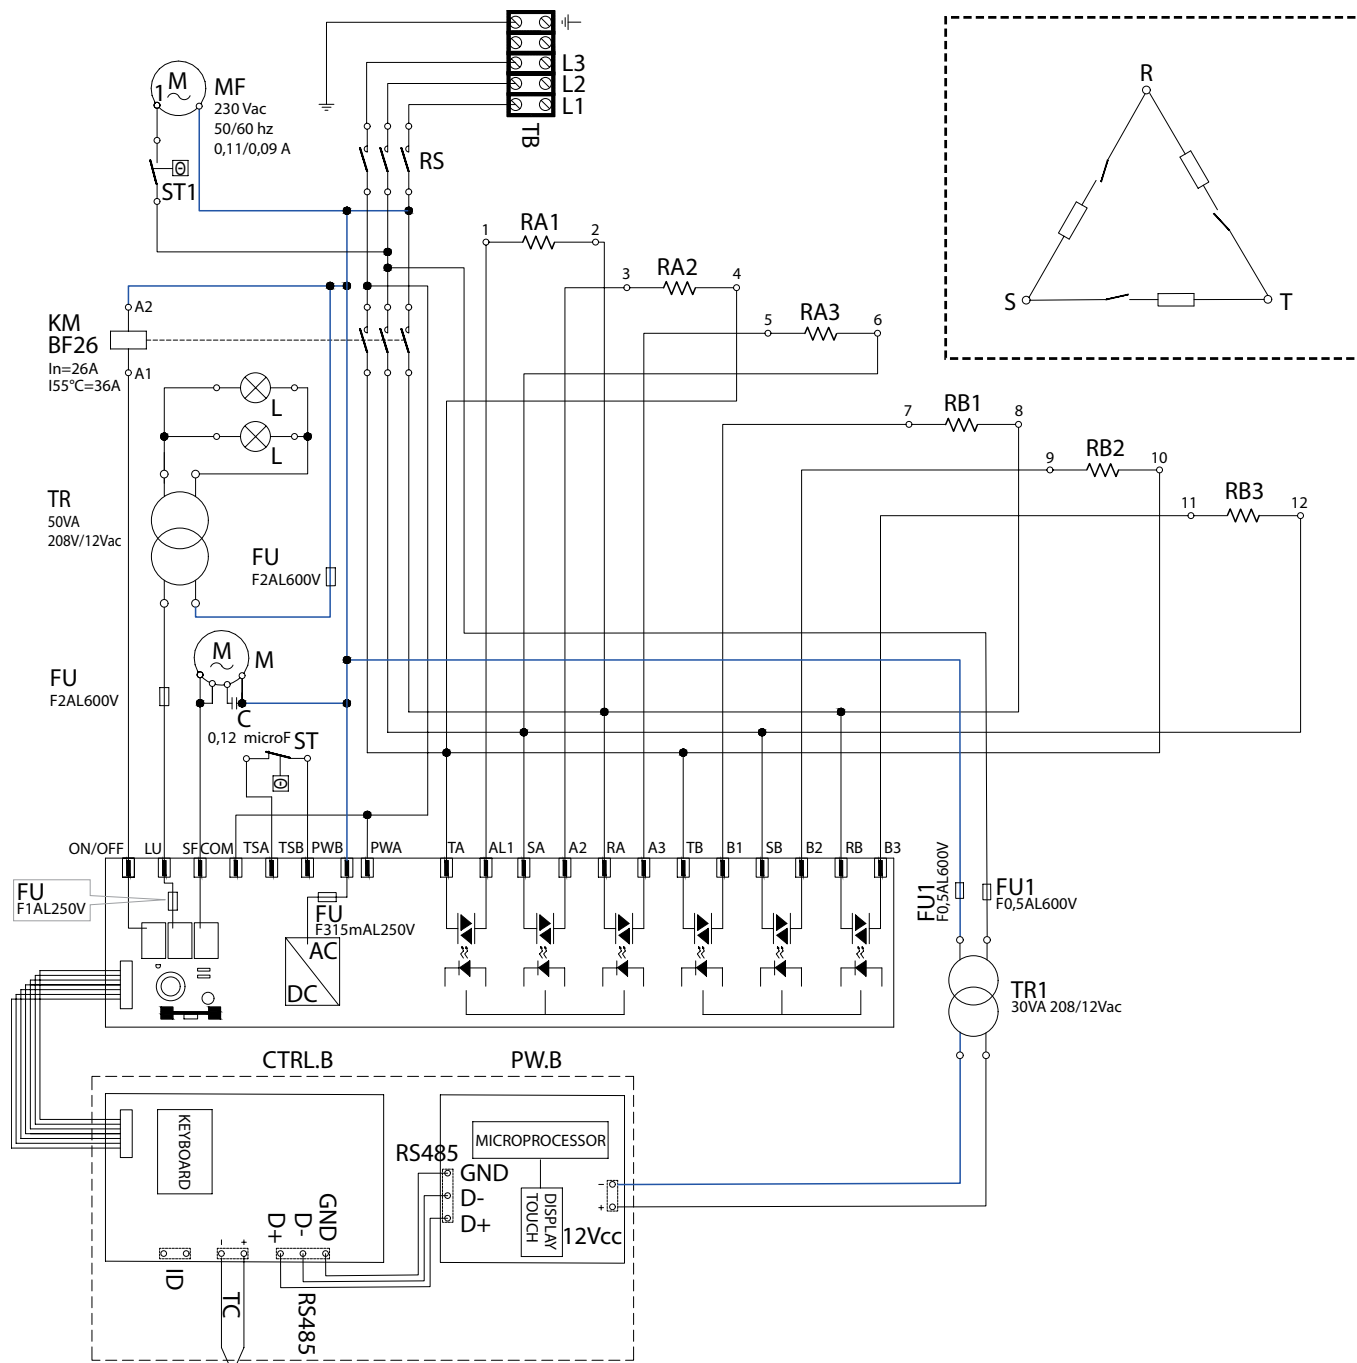 L3
L2
L1
TB
M
1
MF
230 Vac
50/60 hz
0,11/0,09 A
ST1
RS
R
S
T
1
RA1
2
3
RA2
4
5
RA3
6
7
RB1
8
9
RB2
10
11
RB3
12
A2
KM
BF26
In=26A
I55°C=36A
A1
L
L
TR
50VA
208V/12Vac
FU
F2AL600V
M
M
FU
F2AL600V
C
0,12 microF
ST
ON/OFF
LU
SF
COM
TSA
TSB
PWB
PWA
TA
AL1
SA
A2
RA
A3
TB
B1
SB
B2
RB
B3
FU
F1AL250V
FU
F315mAL250V
AC
DC
FU1
F0,5AL600V
FU1
F0,5AL600V
TR1
30VA 208/12Vac
CTRL.B
PW.B
KEYBOARD
MICROPROCESSOR
RS485
GND
D-
D+
DISPLAY
TOUCH
12Vcc
-
+
D+
D-
GND
-
+
ID
TC
RS485